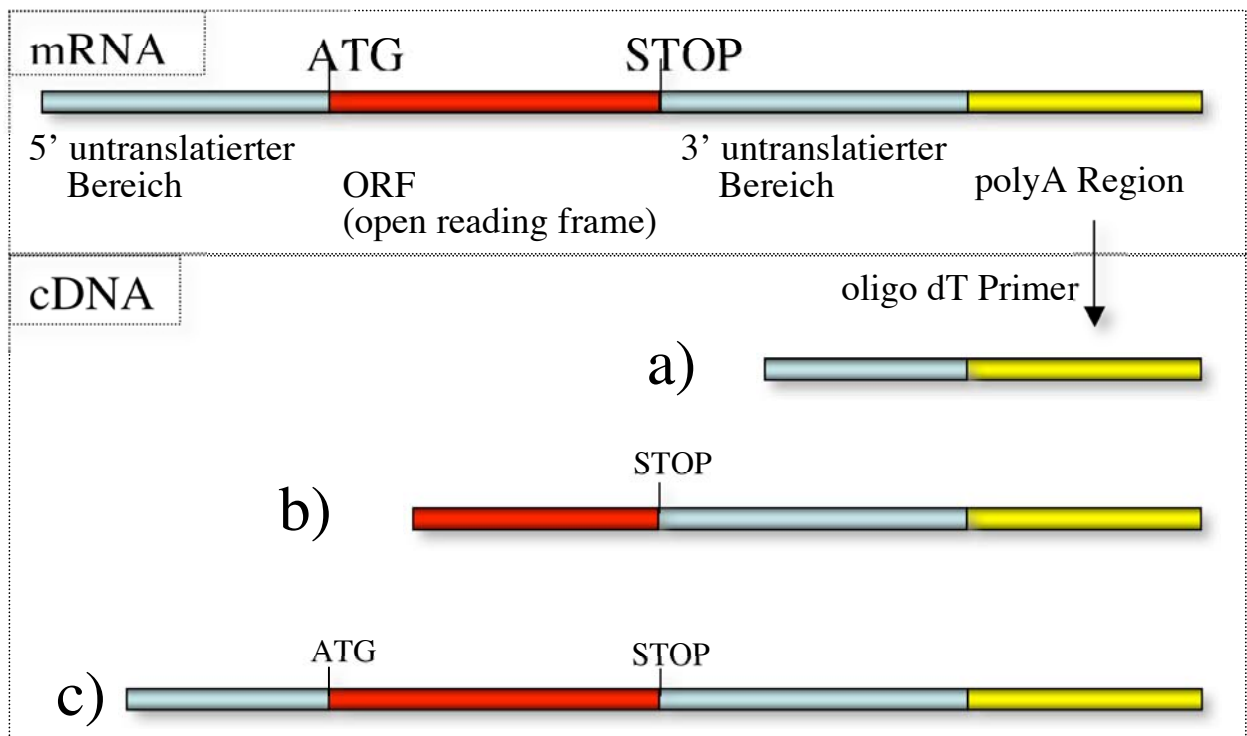 mRNA
ATG
STOP
5’ untranslatierter
Bereich
ORF
(open reading frame)
3’ untranslatierter
Bereich
polyA Region
cDNA
oligo dT Primer
a)
STOP
b)
ATG
STOP
c)